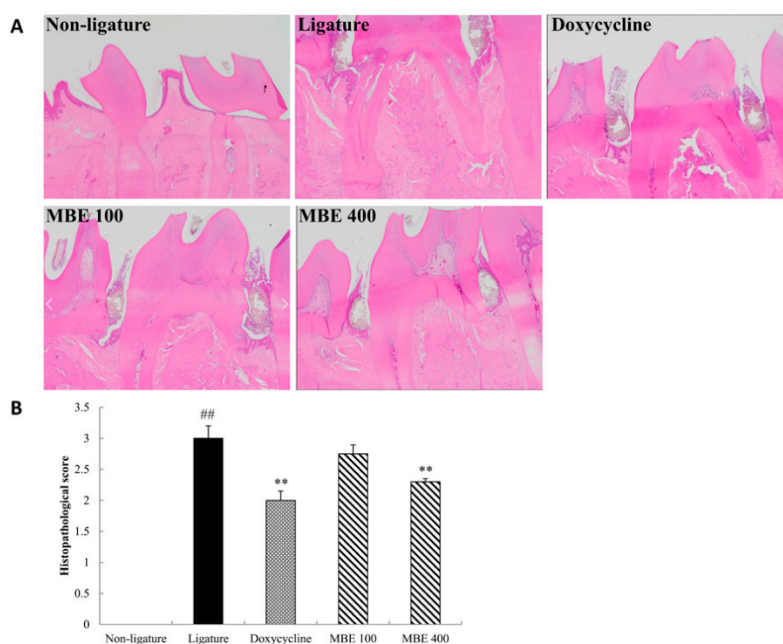 A
Non-ligature
Ligature
Doxycycline
MBE 100
MBE 400
B
Histopathological score
3.5
3
2.5
2
1.5
1
0.5
0
##
**
**
Non-ligature Ligature Doxycycline MBE 100 MBE 400